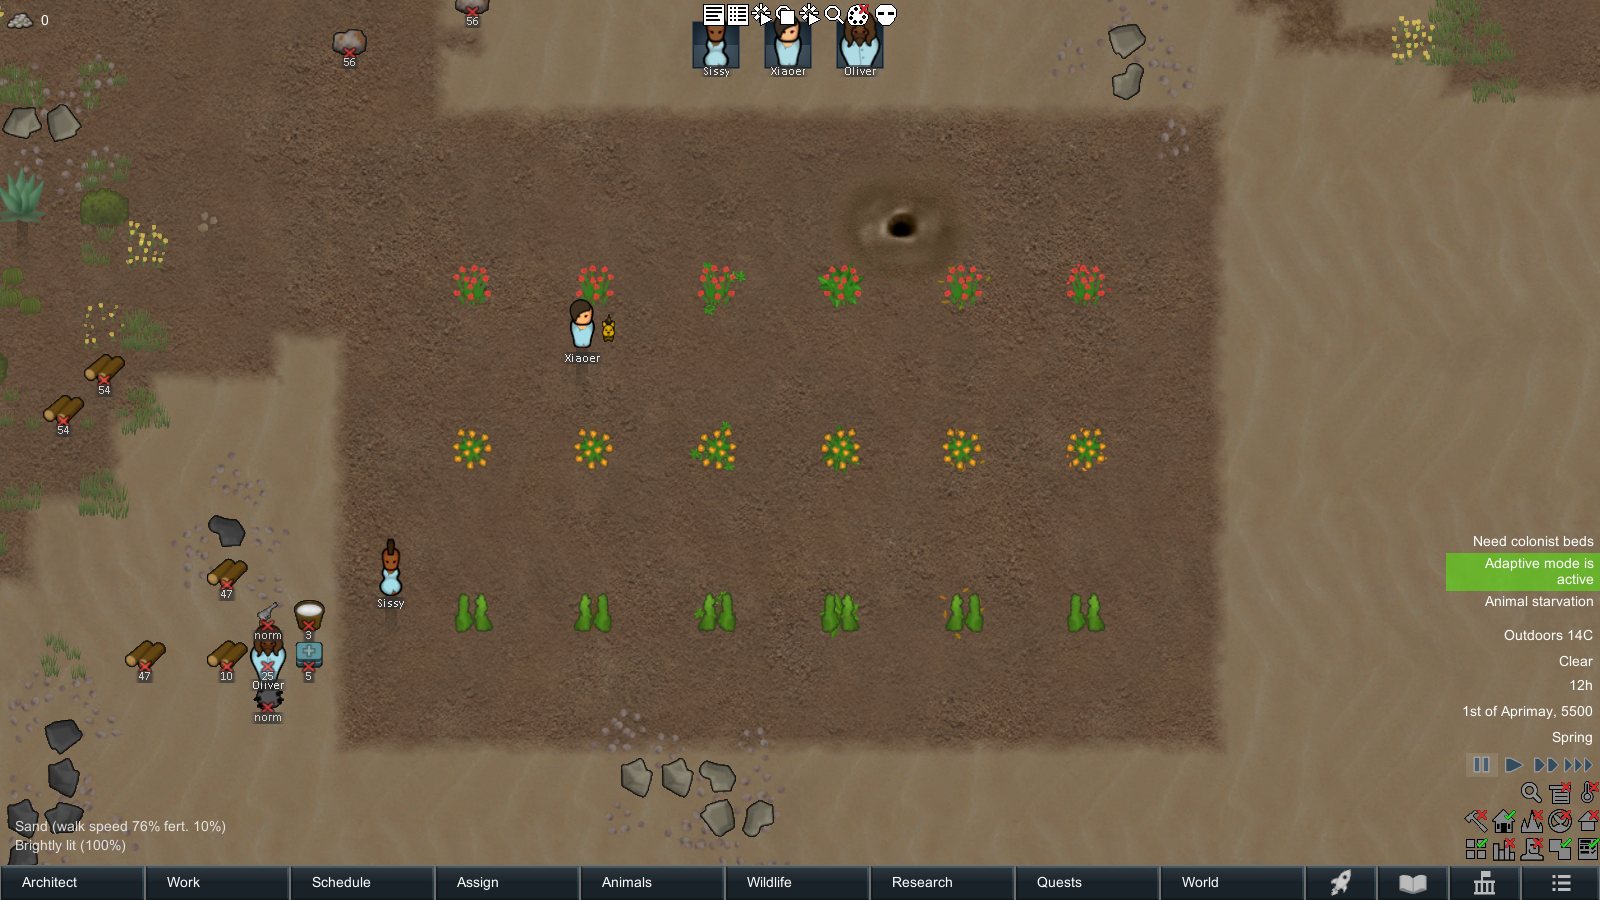 0
56
56
Sissy
Xiaoer
Oliver
Xiaoer
54
54
47
Sissy
norm
3
47
10
25
5
Oliver
norm
Need colonist beds
Adaptive mode is
active
Animal starvation
Outdoors 14C
Clear
12h
1st of Aprimay, 5500
Spring
Sand (walk speed 76% fert. 10%)
Brightly lit (100%)
Architect
Work
Schedule
Assign
Animals
Wildlife
Research
Quests
World